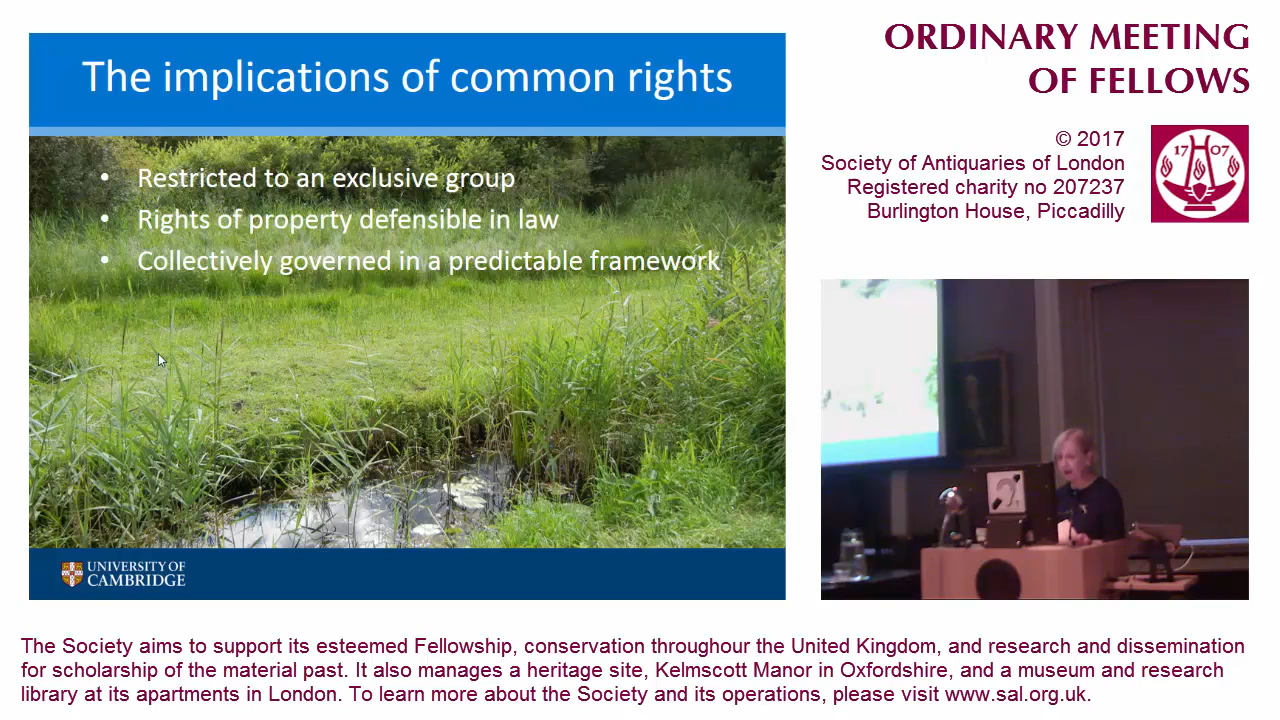 The implications of common rights
• Restricted to an exclusive group
• Rights of property defensible in law
• Collectively governed in a predictable framework
UNIVERSITY OF
CAMBRIDGE
ORDINARY MEETING
OF FELLOWS
© 2017
Society of Antiquaries of London
Registered charity no 207237
Burlington House, Piccadilly
17 07
The Society aims to support its esteemed Fellowship, conservation throughour the United Kingdom, and research and dissemination
for scholarship of the material past. It also manages a heritage site, Kelmscott Manor in Oxfordshire, and a museum and research
library at its apartments in London. To learn more about the Society and its operations, please visit www.sal.org.uk.